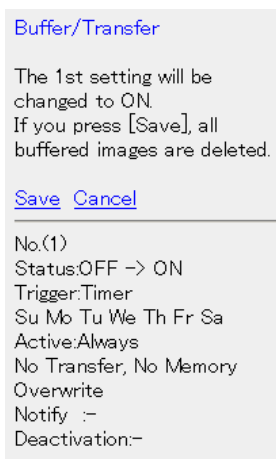 Buffer/Transfer
The 1st setting will be
changed to ON.
If you press [Save], all
buffered images are deleted.
Save Cancel
No.(1)
Status:OFF -> ON
Trigger:Timer
Su Mo Tu We Th Fr Sa
Active:Always
No Transfer, No Memory
Overwrite
Notify :-
Deactivation:-